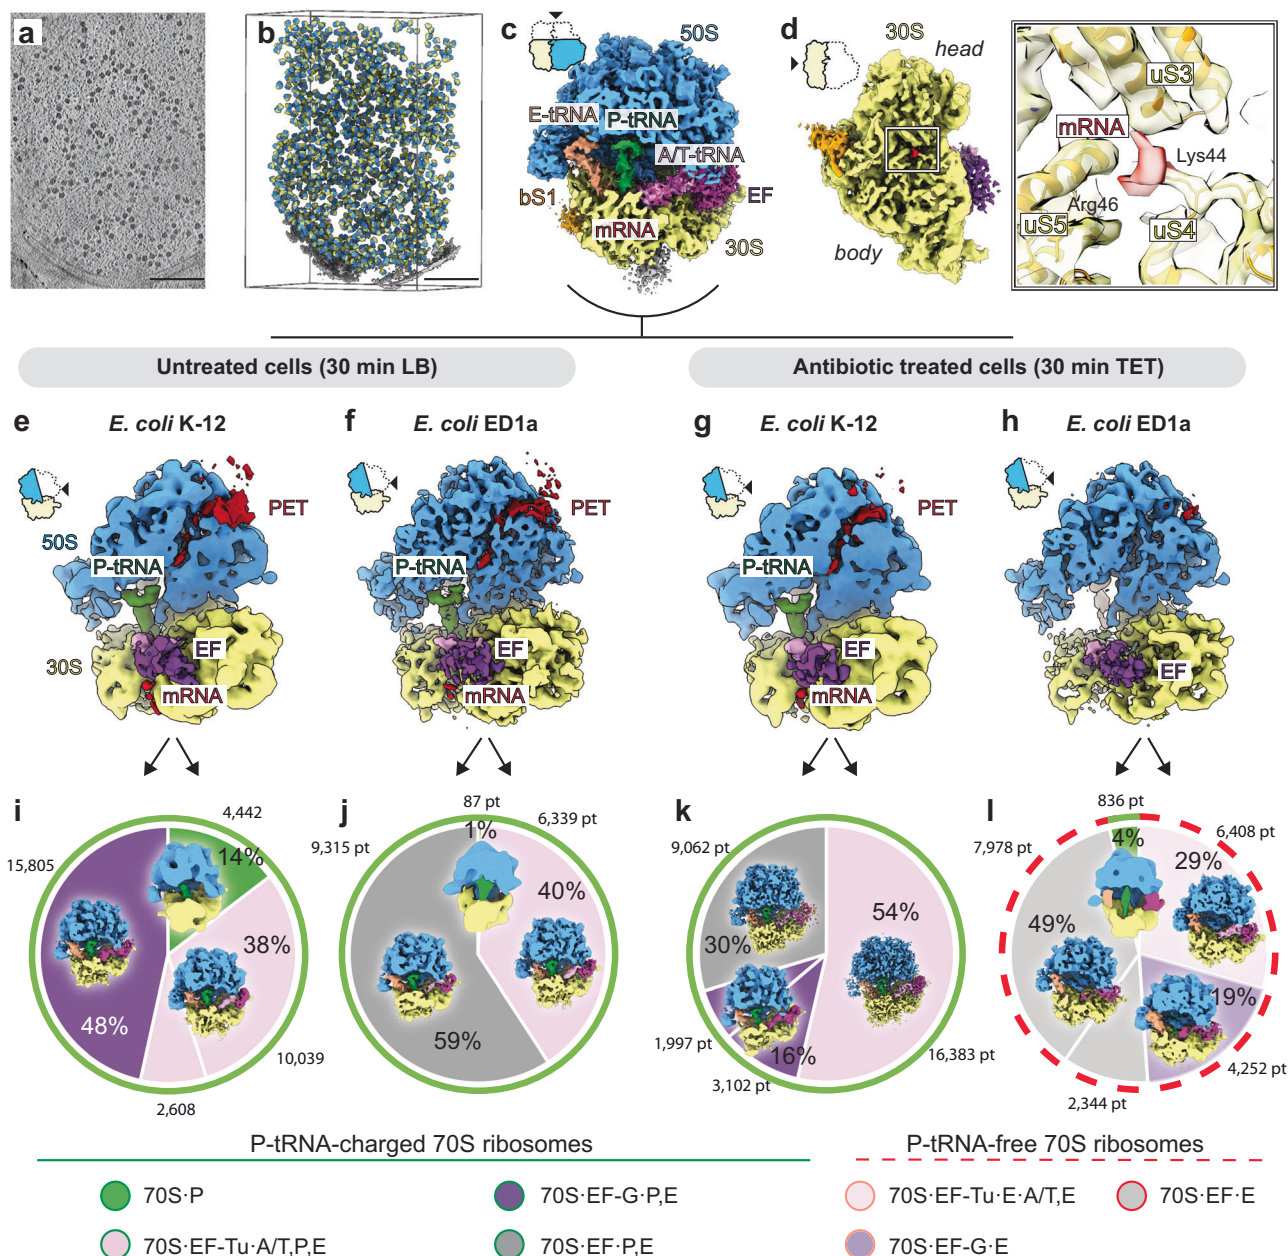 a
b
c
50S
E-tRNA
P-tRNA
A/T-tRNA
bS1
EF
mRNA
30S
d
30S
head
body
uS3
mRNA
Lys44
Arg46
uS5
uS4
Untreated cells (30 min LB)
Antibiotic treated cells (30 min TET)
e
E. coli K-12
f
E. coli ED1a
g
E. coli K-12
h
E. coli ED1a
PET
50S
P-tRNA
EF
30S
mRNA
PET
P-tRNA
EF
mRNA
PET
P-tRNA
EF
mRNA
EF
i
4,442
15,805
14%
38%
48%
10,039
2,608
j
87 pt
1%
6,339 pt
9,315 pt
40%
59%
k
9,062 pt
54%
30%
1,997 pt
16%
3,102 pt
16,383 pt
l
836 pt
4%
6,408 pt
7,978 pt
29%
49%
19%
4,252 pt
2,344 pt
P-tRNA-charged 70S ribosomes
P-tRNA-free 70S ribosomes
70S·P
70S·EF-G·P,E
70S·EF-Tu·E·A/T,E
70S·EF·E
70S·EF-Tu·A/T,P,E
70S·EF·P,E
70S·EF-G·E